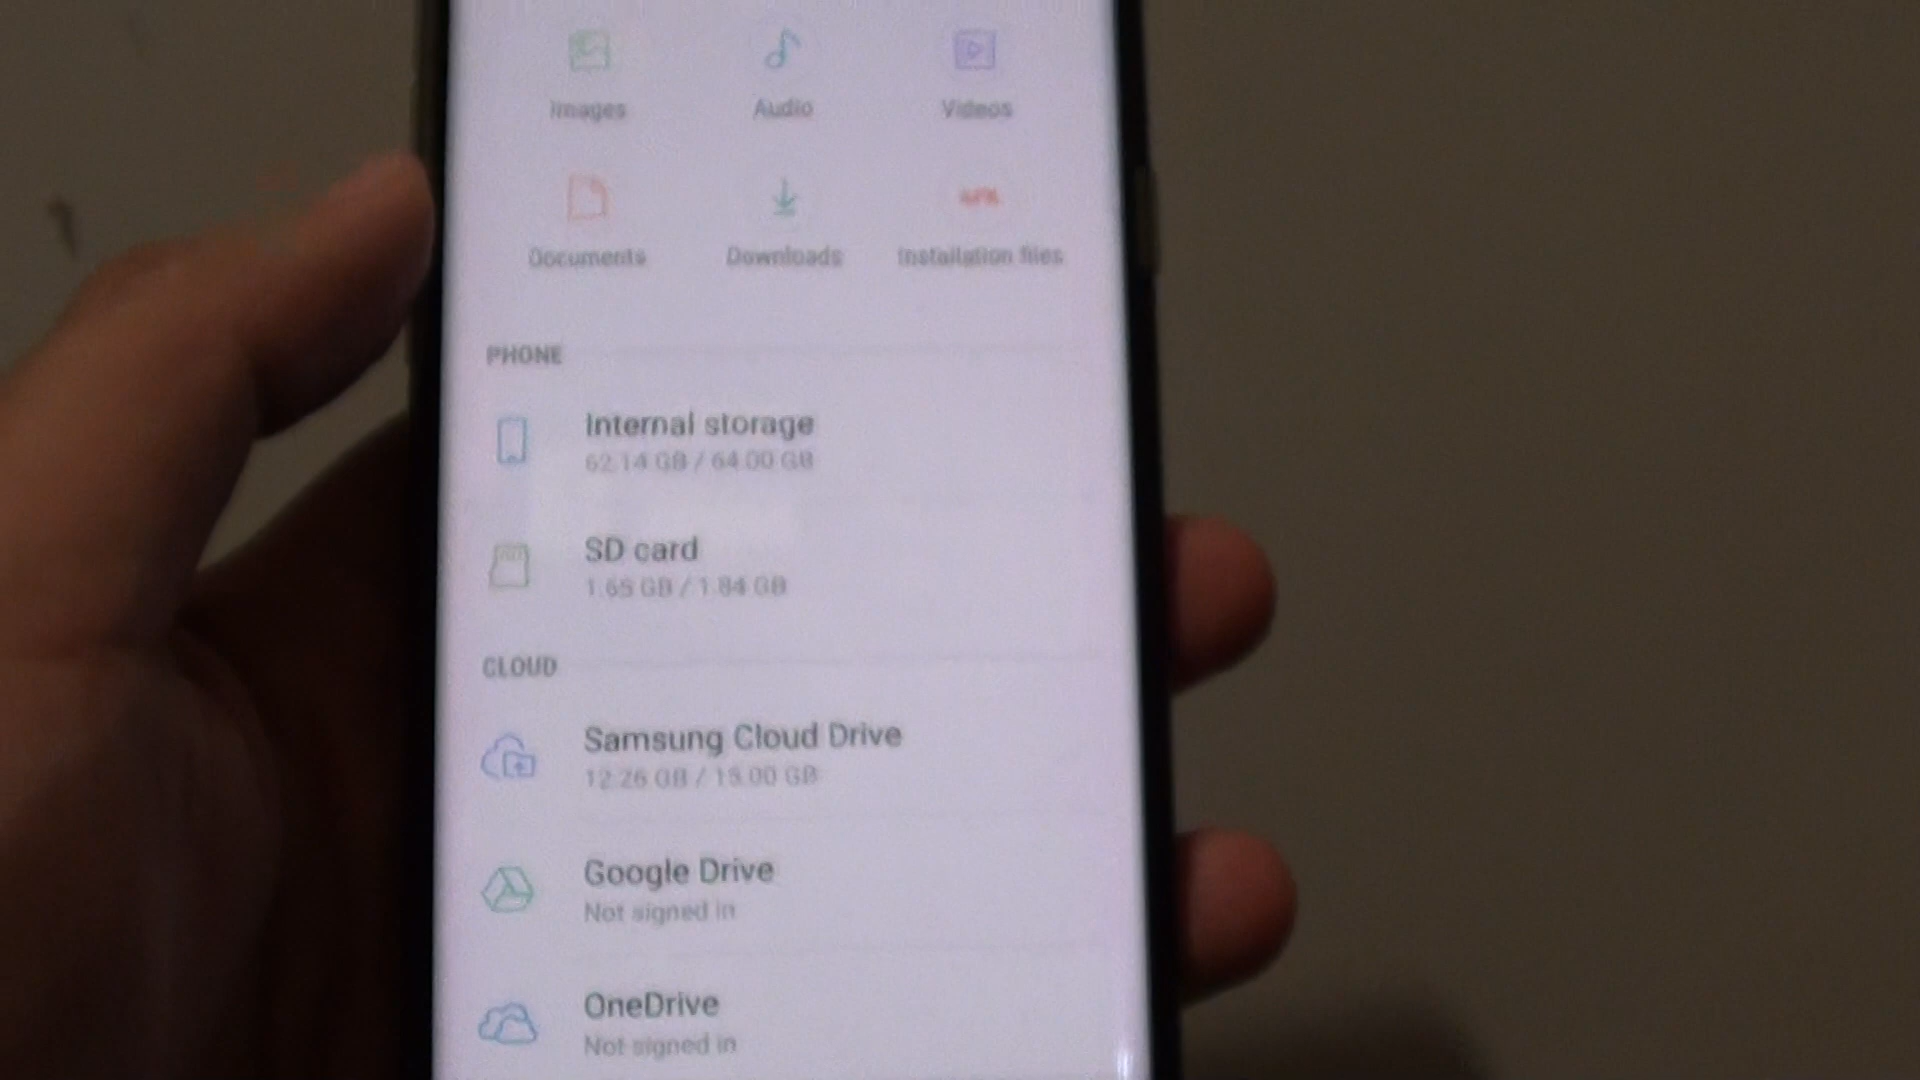 Images Audio Videos
APK
Documents Downloads Installation files
PHONE
Internal storage
62.14 GB / 64.00 GB
SD card
1.65 GB / 1.84 GB
CLOUD
Samsung Cloud Drive
12.26 GB / 15.00 GB
Google Drive
Not signed in
OneDrive
Not signed in